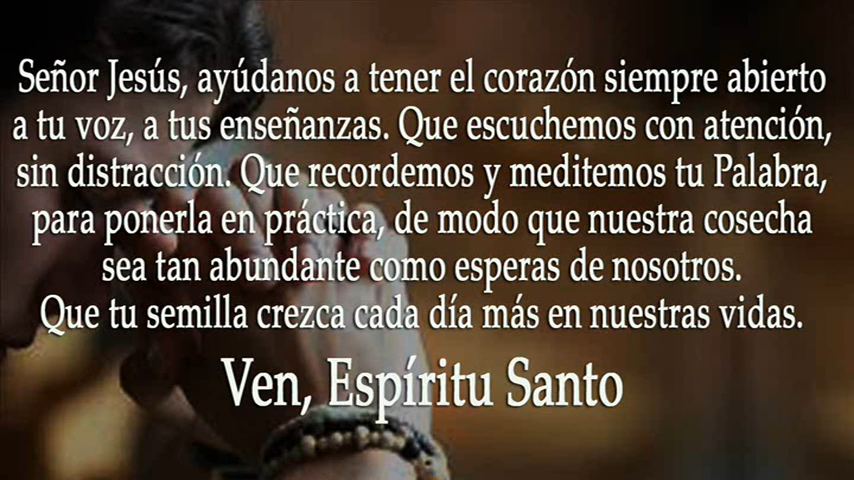 Señor Jesús, ayúdanos a tener el corazón siempre abierto
a tu voz, a tus enseñanzas. Que escuchemos con atención,
sin distracción. Que recordemos y meditemos tu Palabra,
para ponerla en práctica, de modo que nuestra cosecha
sea tan abundante como esperas de nosotros.
Que tu semilla crezca cada día más en nuestras vidas.
Ven, Espíritu Santo